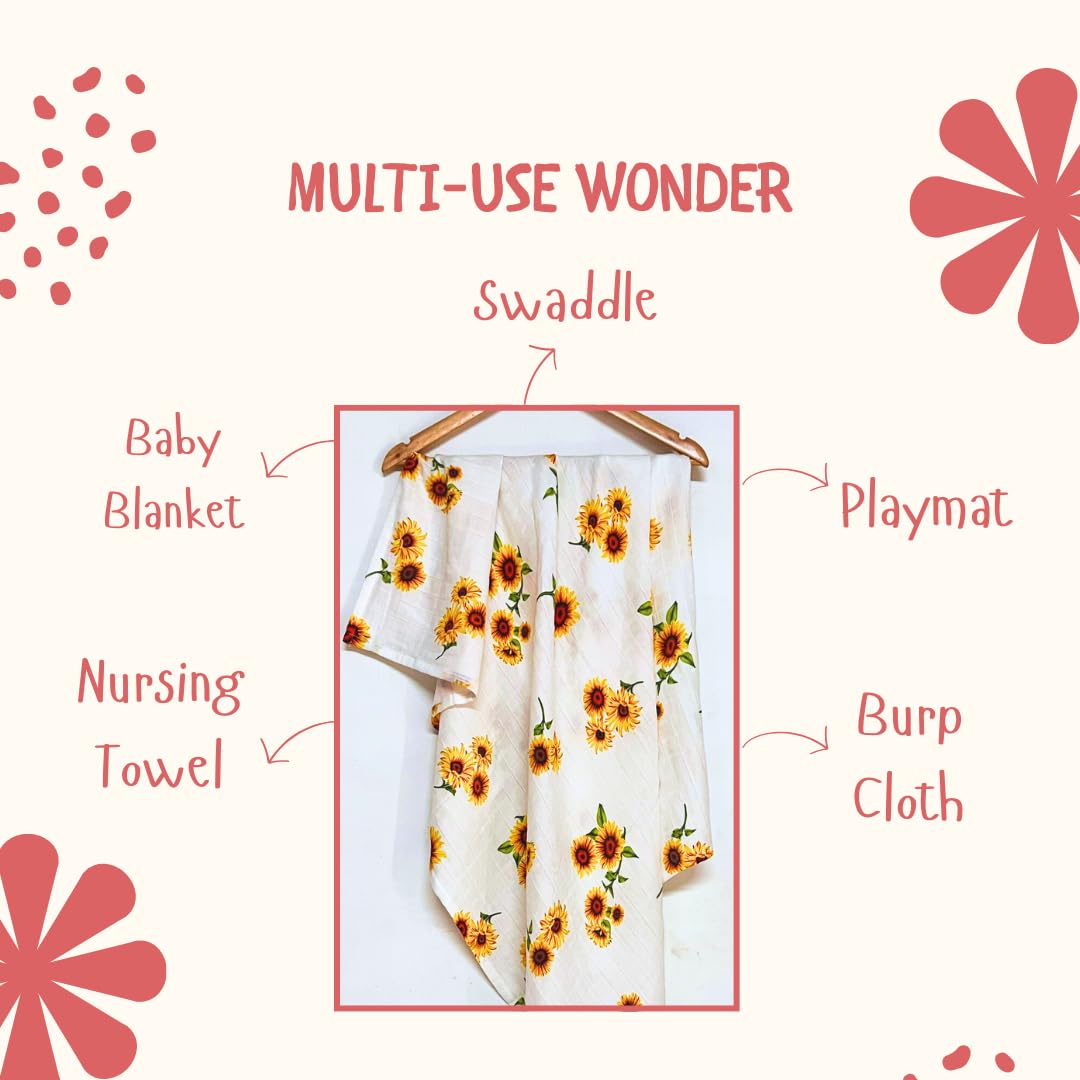 MULTI-USE WONDER
Swaddle
Baby
Blanket
Playmat
Nursing
Towel
Burp
Cloth